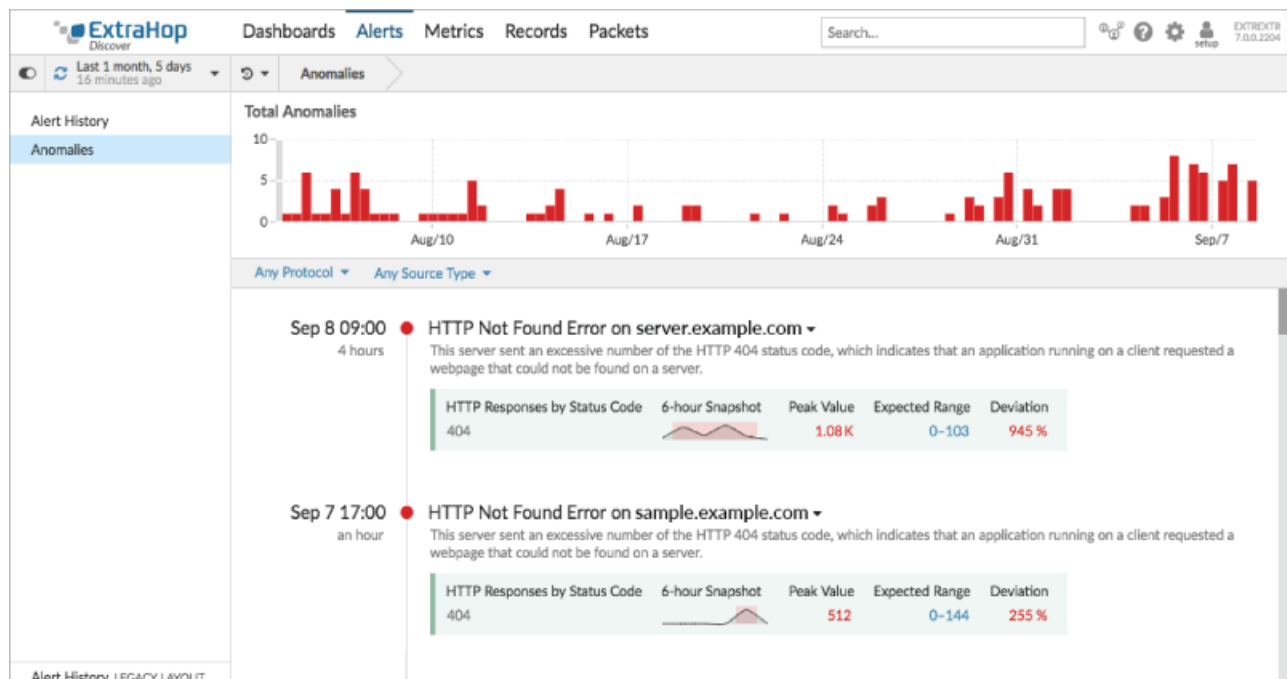 ExtraHop
Discover
Dashboards Alerts Metrics Records Packets
Search...
setup
EXTREXTR
7.0.0.2204
Last 1 month, 5 days
16 minutes ago
Anomalies
Alert History
Anomalies
Total Anomalies
10
5
0
Aug/10 Aug/17 Aug/24 Aug/31 Sep/7
Any Protocol Any Source Type
Sep 8 09:00 HTTP Not Found Error on server.example.com
4 hours
This server sent an excessive number of the HTTP 404 status code, which indicates that an application running on a client requested a
webpage that could not be found on a server.
HTTP Responses by Status Code 6-hour Snapshot Peak Value Expected Range Deviation
404 1.08 K 0–103 945 %
Sep 7 17:00 HTTP Not Found Error on sample.example.com
an hour
This server sent an excessive number of the HTTP 404 status code, which indicates that an application running on a client requested a
webpage that could not be found on a server.
HTTP Responses by Status Code 6-hour Snapshot Peak Value Expected Range Deviation
404 512 0–144 255 %
Alert History LEGACY LAYOUT